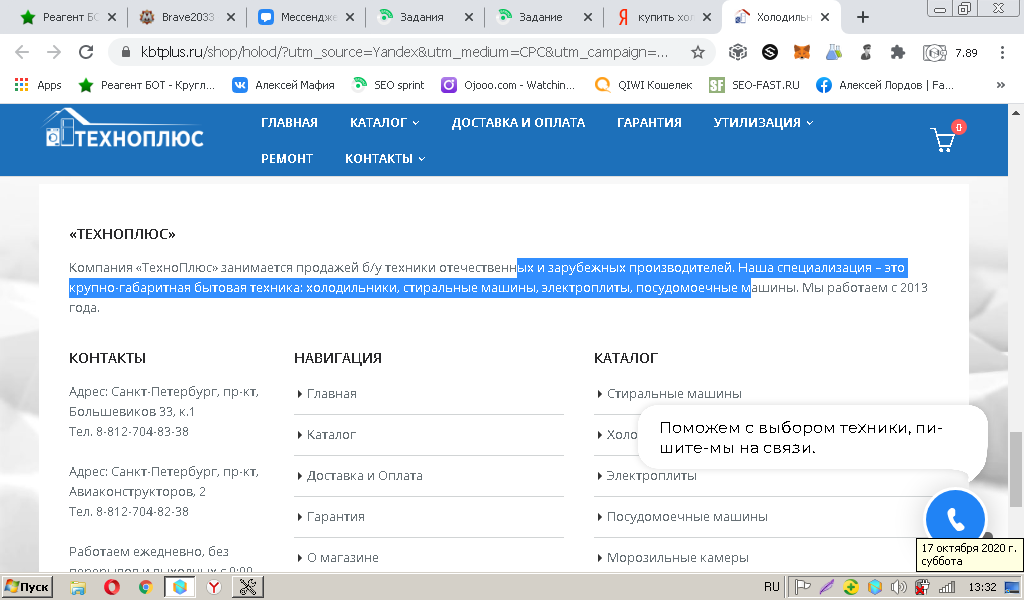 Реагент БС
Brave2033
Мессендже
Задания
Задание
купить хол
Холодильн
kbtplus.ru/shop/holod/?utm_source=Yandex&utm_medium=CPC&utm_campaign=...
7.89
Apps
Реагент БОТ - Кругл...
Алексей Мафия
SEO sprint
Ojooo.com - Watchin...
QIWI Кошелек
SEO-FAST.RU
Алексей Лордов | Fa...
ТЕХНОПЛЮС
ГЛАВНАЯ
КАТАЛОГ
ДОСТАВКА И ОПЛАТА
ГАРАНТИЯ
УТИЛИЗАЦИЯ
0
РЕМОНТ
КОНТАКТЫ
«ТЕХНОПЛЮС»
Компания «ТехноПлюс» занимается продажей б/у техники отечественных и зарубежных производителей. Наша специализация – это
крупно-габаритная бытовая техника: холодильники, стиральные машины, электроплиты, посудомоечные машины. Мы работаем с 2013
года.
КОНТАКТЫ
Адрес: Санкт-Петербург, пр-кт,
Большевиков 33, к.1
Тел. 8-812-704-83-38
Адрес: Санкт-Петербург, пр-кт,
Авиаконструкторов, 2
Тел. 8-812-704-82-38
Работаем ежедневно, без
перерывов и выходных с 9:00
НАВИГАЦИЯ
Главная
Каталог
Доставка и Оплата
Гарантия
О магазине
КАТАЛОГ
Стиральные машины
Холо
Электроплиты
Посудомоечные машины
Морозильные камеры
Поможем с выбором техники, пи-
шите-мы на связи.
17 октября 2020 г.
суббота
Пуск
RU
13:32